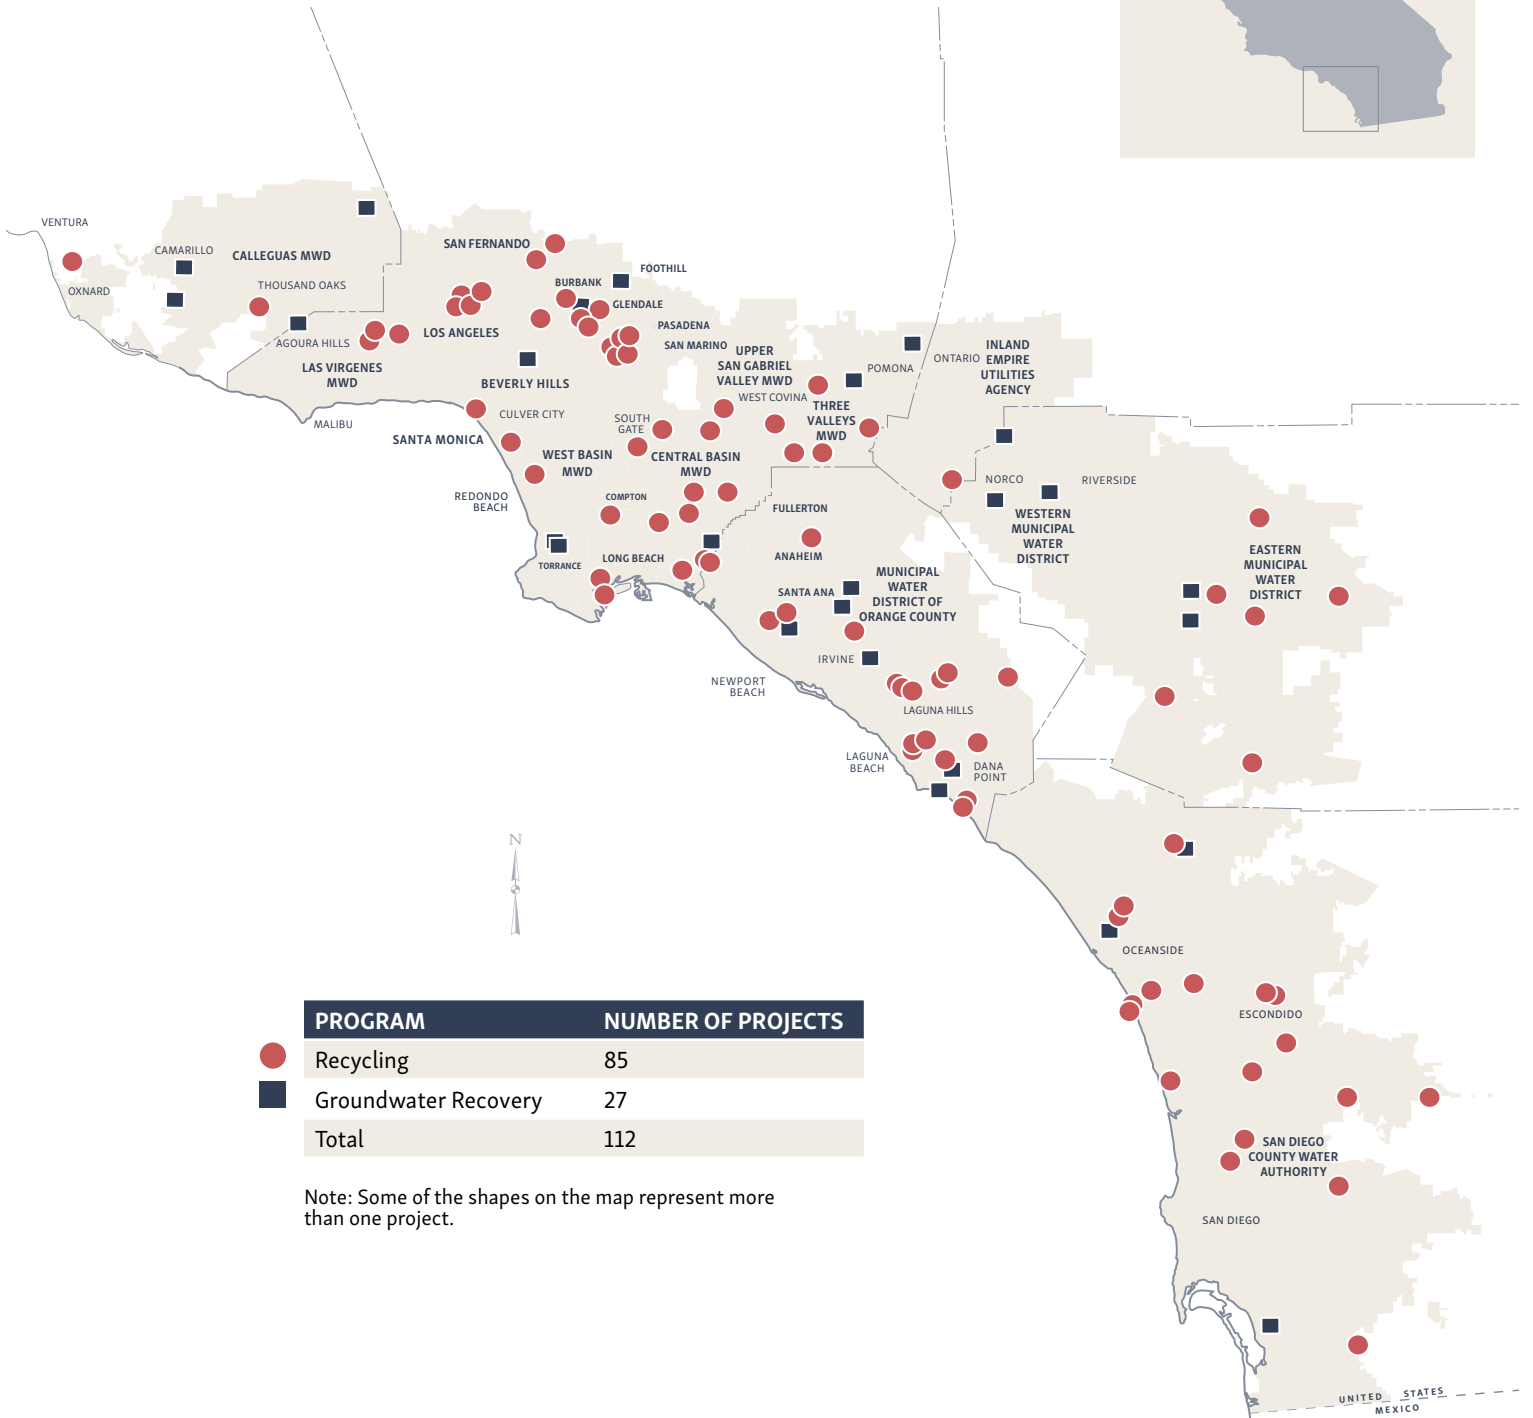 VENTURA
CAMARILLO
CALLEGUAS MWD
OXNARD
THOUSAND OAKS
AGOURA HILLS
LAS VIRGENES
MWD
MALIBU
SAN FERNANDO
BURBANK
FOOTHILL
GLENDALE
LOS ANGELES
PASADENA
SAN MARINO
BEVERLY HILLS
UPPER
SAN GABRIEL
VALLEY MWD
WEST COVINA
POMONA
ONTARIO
INLAND
EMPIRE
UTILITIES
AGENCY
THREE
VALLEYS
MWD
CULVER CITY
SANTA MONICA
SOUTH
GATE
WEST BASIN
MWD
CENTRAL BASIN
MWD
REDONDO
BEACH
COMPTON
TORRANCE
LONG BEACH
FULLERTON
ANAHEIM
NORCO
RIVERSIDE
WESTERN
MUNICIPAL
WATER
DISTRICT
EASTERN
MUNICIPAL
WATER
DISTRICT
SANTA ANA
MUNICIPAL
WATER
DISTRICT OF
ORANGE COUNTY
IRVINE
NEWPORT
BEACH
LAGUNA HILLS
LAGUNA
BEACH
DANA
POINT
N
OCEANSIDE
ESCONDIDO
SAN DIEGO
COUNTY WATER
AUTHORITY
SAN DIEGO
UNITED STATES
MEXICO
PROGRAM NUMBER OF PROJECTS
Recycling 85
Groundwater Recovery 27
Total 112
Note: Some of the shapes on the map represent more
than one project.